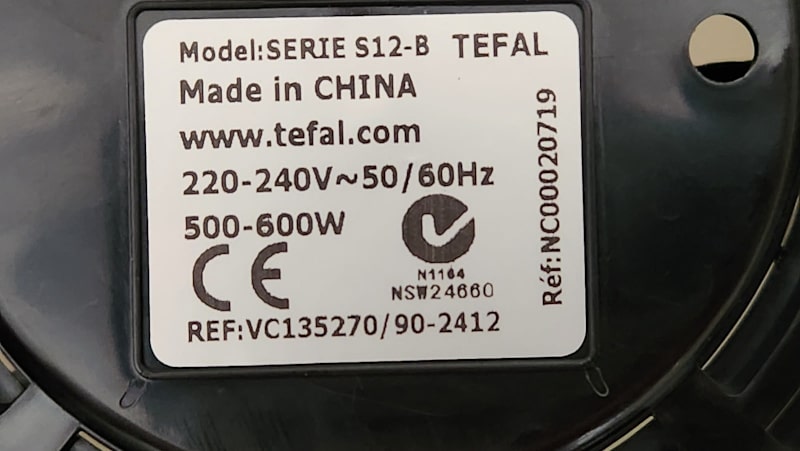 Model:SERIE S12-B TEFAL
Made in CHINA
www.tefal.com
220-240V~50/60Hz
500-600W
CE
N1164
NSW24660
REF:VC135270/90-2412
Réf:NC00020719